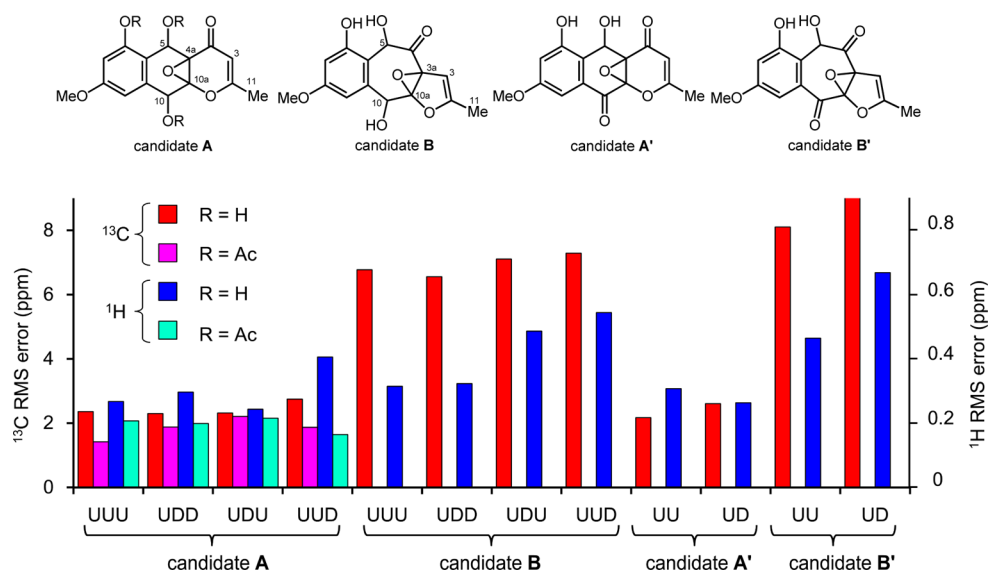 OR OR O
5 4a 3
O
10a 11
MeO O Me
10
OR
candidate A
OH HO O
5
O 3a 3
MeO 10a 11
10 O Me
HO
candidate B
OH OH O
O
MeO O Me
O
candidate A'
OH HO O
O
MeO O Me
O
candidate B'
13C R = H
R = Ac
1H R = H
R = Ac
13C RMS error (ppm)
8
6
4
2
0
1H RMS error (ppm)
0.8
0.6
0.4
0.2
0
UUU UDD UDU UUD UUU UDD UDU UUD UU UD UU UD
candidate A candidate B candidate A' candidate B'